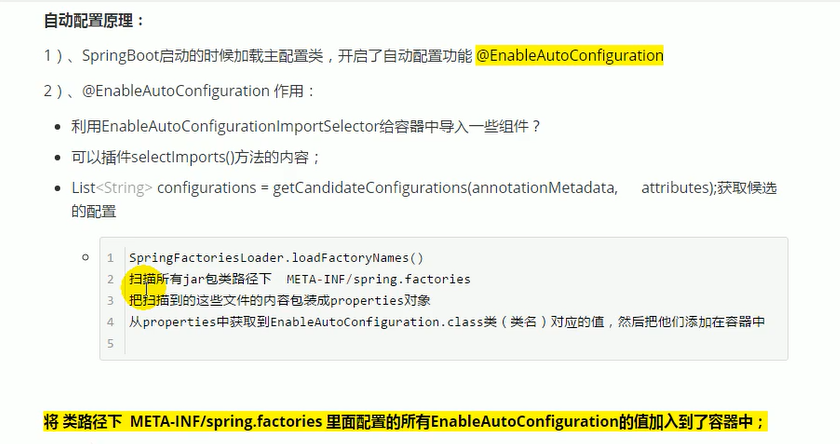 自动配置原理：
1）、SpringBoot启动的时候加载主配置类，开启了自动配置功能 @EnableAutoConfiguration
2）、@EnableAutoConfiguration 作用：
利用EnableAutoConfigurationImportSelector给容器中导入一些组件？
可以插件selectImports()方法的内容；
List<String> configurations = getCandidateConfigurations(annotationMetadata, attributes);获取候选
的配置
1 SpringFactoriesLoader.loadFactoryNames()
2 扫描所有jar包类路径下 META-INF/spring.factories
3 把扫描到的这些文件的内容包装成properties对象
4 从properties中获取到EnableAutoConfiguration.class类（类名）对应的值，然后把他们添加在容器中
5
将 类路径下 META-INF/spring.factories 里面配置的所有EnableAutoConfiguration的值加入到了容器中；